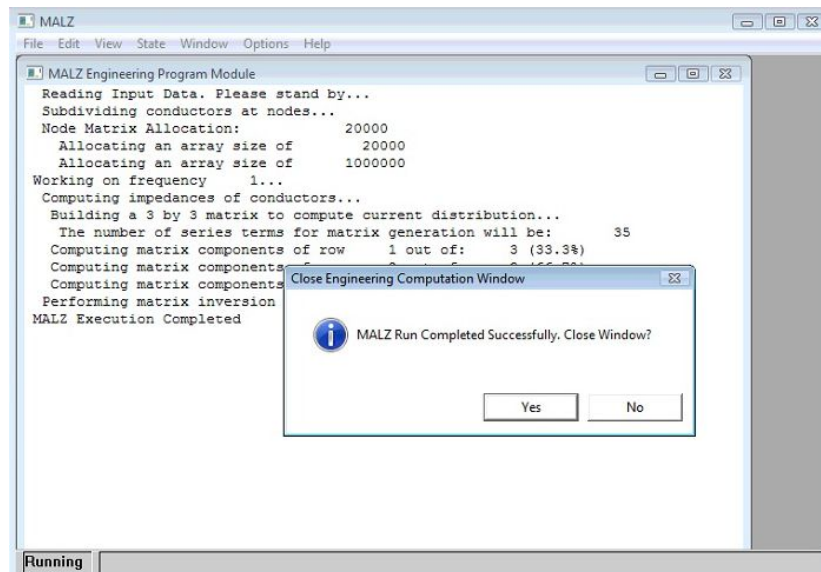 MALZ
File Edit View State Window Options Help
MALZ Engineering Program Module
Reading Input Data. Please stand by...
Subdividing conductors at nodes...
Node Matrix Allocation: 20000
Allocating an array size of 20000
Allocating an array size of 1000000
Working on frequency 1...
Computing impedances of conductors...
Building a 3 by 3 matrix to compute current distribution...
The number of series terms for matrix generation will be: 35
Computing matrix components of row 1 out of: 3 (33.3%)
Computing matrix components
Computing matrix components
Performing matrix inversion
MALZ Execution Completed
Close Engineering Computation Window
MALZ Run Completed Successfully. Close Window?
Yes No
Running